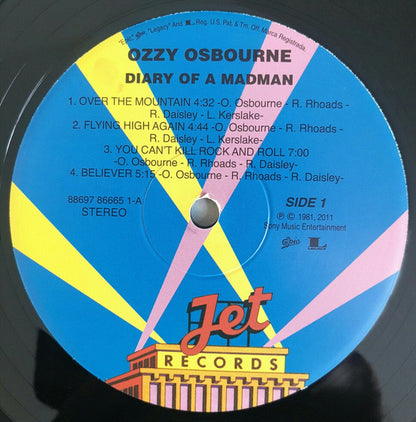 "Epic", Epic, "Legacy" And L, Reg. U.S. Pat. & Tm. Off. Marca Registrada.
OZZY OSBOURNE
DIARY OF A MADMAN
1. OVER THE MOUNTAIN 4:32 -O. Osbourne - R. Rhoads -
R. Daisley - L. Kerslake-
2. FLYING HIGH AGAIN 4:44 -O. Osbourne - R. Rhoads -
R. Daisley - L. Kerslake-
3. YOU CAN'T KILL ROCK AND ROLL 7:00
-O. Osbourne - R. Rhoads - R. Daisley-
4. BELIEVER 5:15 -O. Osbourne - R. Rhoads - R. Daisley-
88697 86665 1-A
STEREO
SIDE 1
℗ © 1981, 2011
Sony Music Entertainment
Epic L LEGACY
Jet
RECORDS